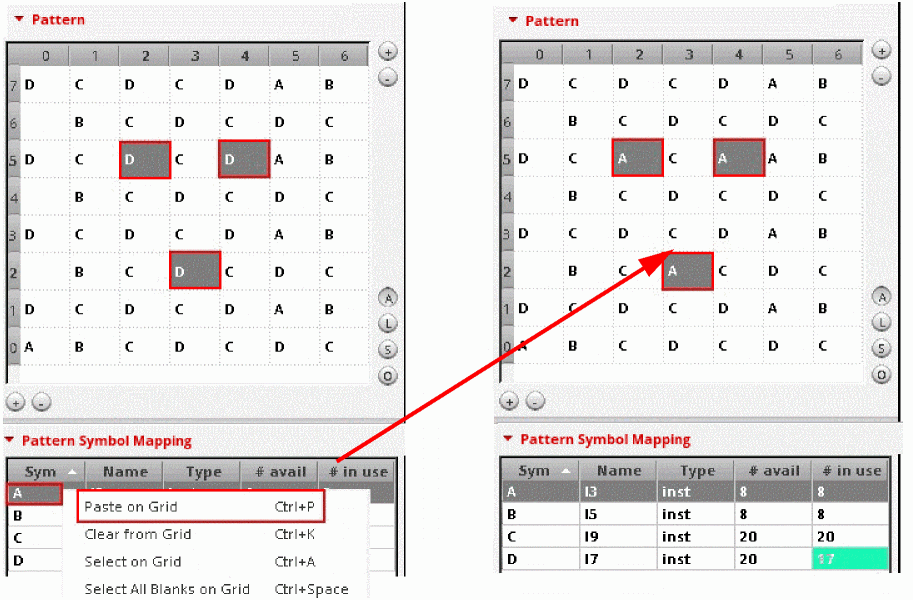 Pattern
0 1 2 3 4 5 6
7 D C D C D A B
6 B C D C D C
5 D C D C D A B
4 B C D C D C
3 D C D C D A B
2 B C D C D C
1 D C D C D A B
0 A B C D C D C
+
-
A
L
S
O
+ -
Pattern Symbol Mapping
Sym Name Type # avail # in use
A
B
C
D
Paste on Grid Ctrl+P
Clear from Grid Ctrl+K
Select on Grid Ctrl+A
Select All Blanks on Grid Ctrl+Space
Pattern
0 1 2 3 4 5 6
7 D C D C D A B
6 B C D C D C
5 D C A C A A B
4 B C D C D C
3 D C D C D A B
2 B C A C D C
1 D C D C D A B
0 A B C D C D C
+
-
A
L
S
O
+ -
Pattern Symbol Mapping
Sym Name Type # avail # in use
A I3 inst 8 8
B I5 inst 8 8
C I9 inst 20 20
D I7 inst 20 17